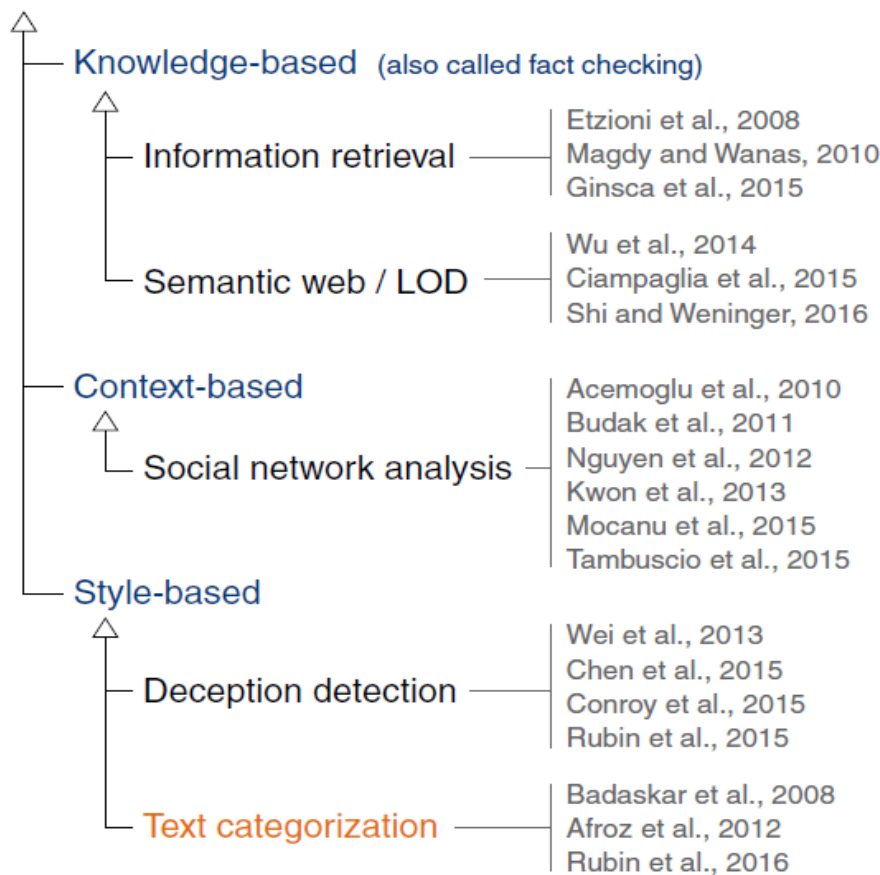 Knowledge-based (also called fact checking)
Information retrieval
Etzioni et al., 2008
Magdy and Wanas, 2010
Ginsca et al., 2015
Semantic web / LOD
Wu et al., 2014
Ciampaglia et al., 2015
Shi and Weninger, 2016
Context-based
Social network analysis
Acemoglu et al., 2010
Budak et al., 2011
Nguyen et al., 2012
Kwon et al., 2013
Mocanu et al., 2015
Tambuscio et al., 2015
Style-based
Deception detection
Wei et al., 2013
Chen et al., 2015
Conroy et al., 2015
Rubin et al., 2015
Text categorization
Badaskar et al., 2008
Afroz et al., 2012
Rubin et al., 2016